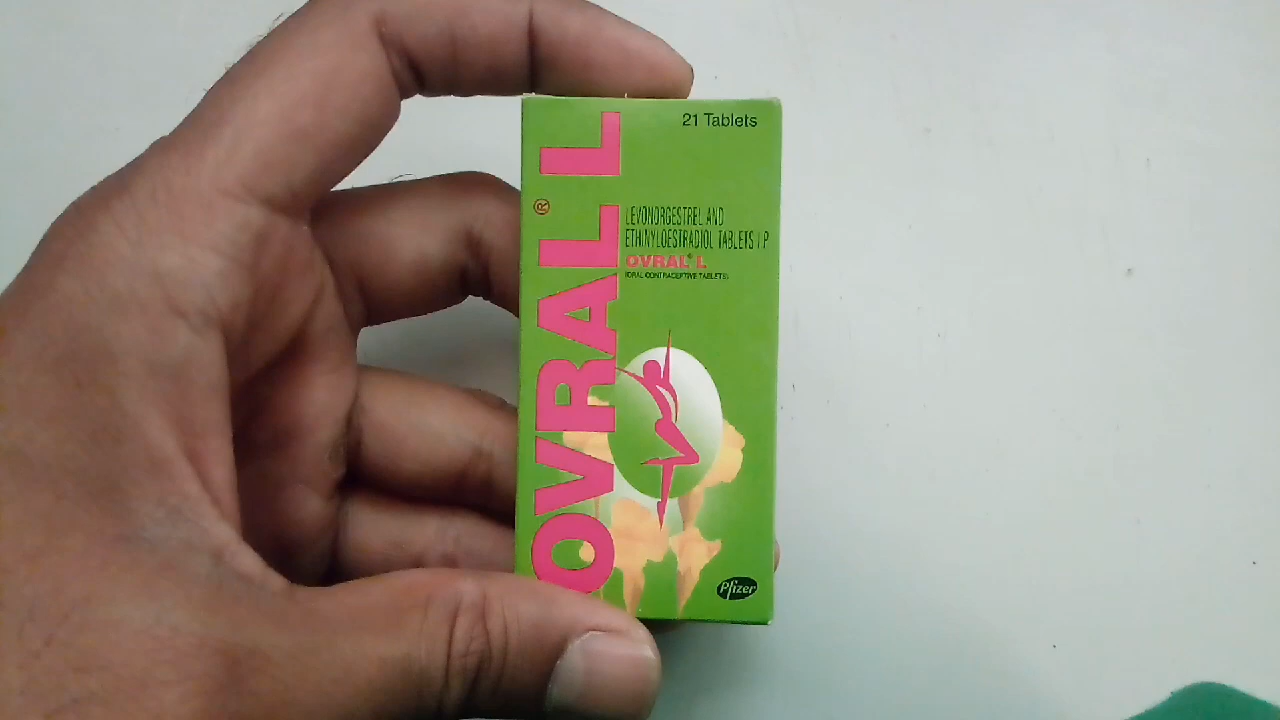 OVRAL® L
21 Tablets
LEVONORGESTREL AND
ETHINYLOESTRADIOL TABLETS I P
OVRAL® L
(ORAL CONTRACEPTIVE TABLETS)
Pfizer